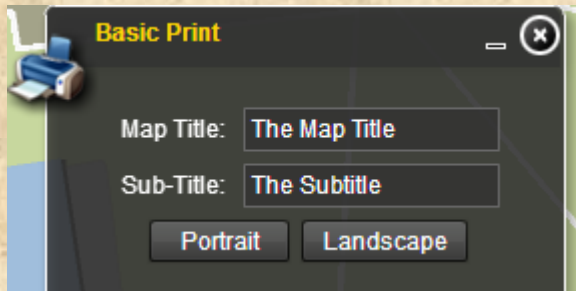 Basic Print
Map Title: The Map Title
Sub-Title: The Subtitle
Portrait Landscape